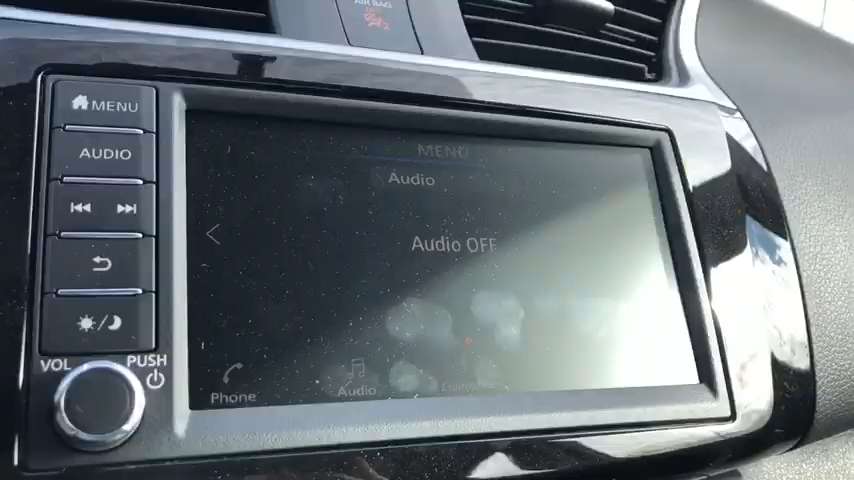 AIR BAG
MENU
MENU
AUDIO
Audio
Audio OFF
VOL
PUSH
Phone
Audio